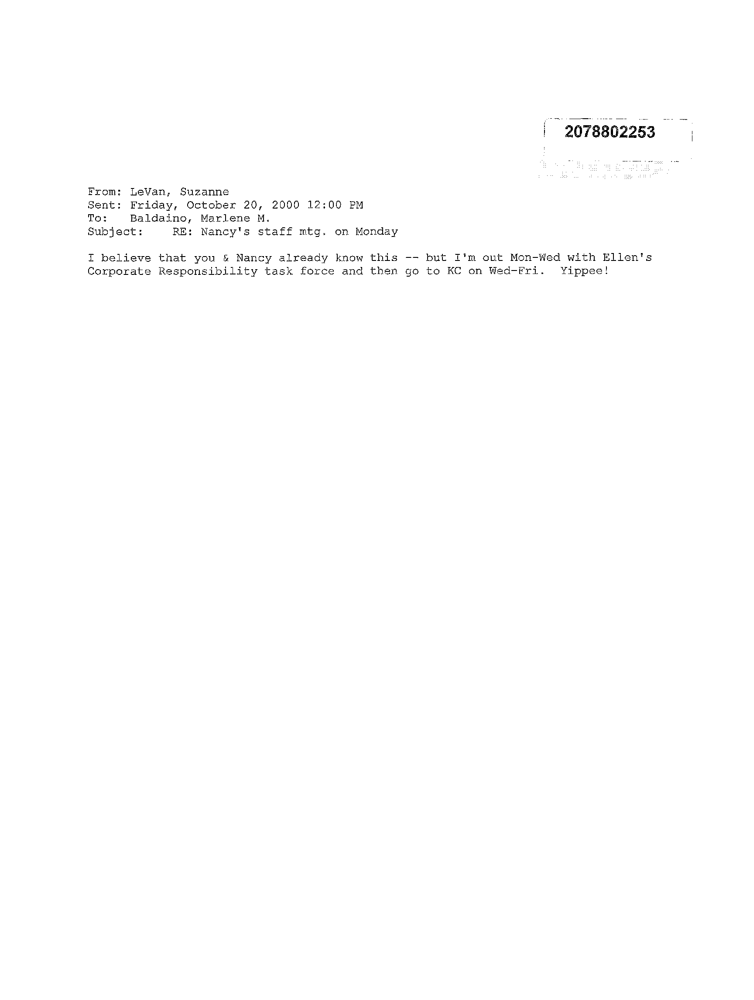 2078802253
From: LeVan, Suzanne
Sent: Friday, October 20, 2000 12:00 PM
To: Baldaino, Marlene M.
Subject: RE: Nancy's staff mtg. on Monday
I believe that you & Nancy already know this -- but I'm out Mon-Wed with Ellen's
Corporate Responsibility task force and then go to KC on Wed-Fri. Yippee!